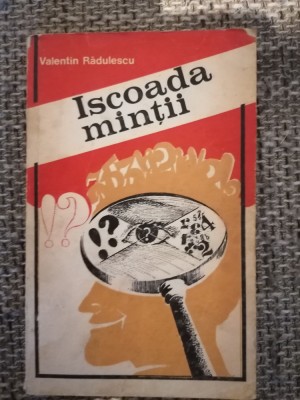 Valentin Rădulescu
Iscoada
minții
!?
!?